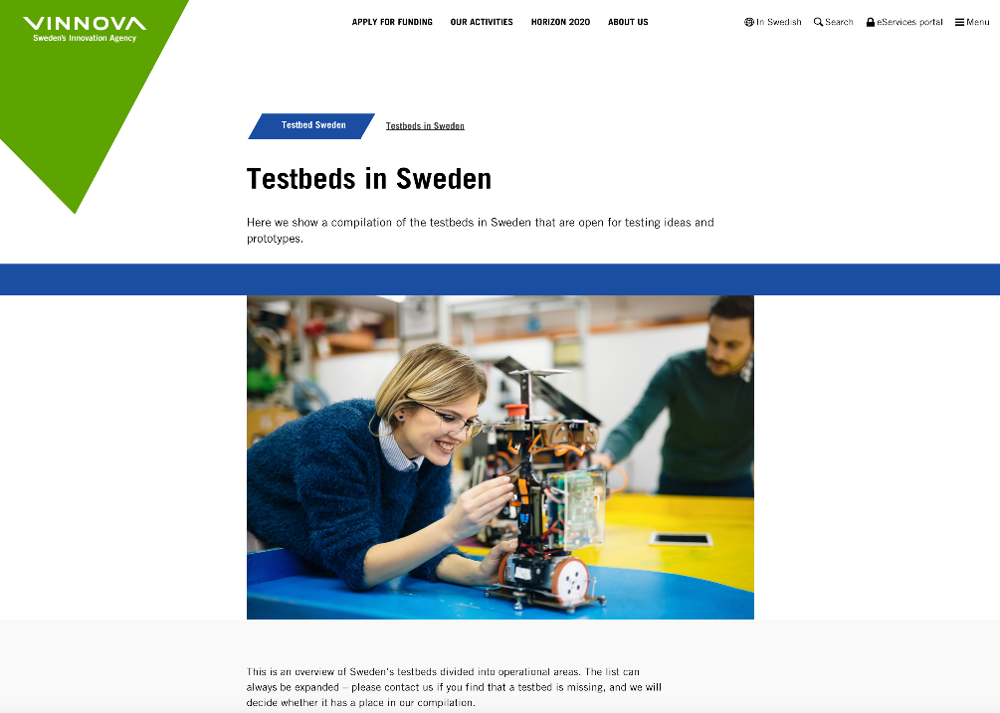 VINNOVA
Sweden's Innovation Agency
APPLY FOR FUNDING
OUR ACTIVITIES
HORIZON 2020
ABOUT US
In Swedish
Search
eServices portal
Menu
Testbed Sweden
Testbeds in Sweden
Testbeds in Sweden
Here we show a compilation of the testbeds in Sweden that are open for testing ideas and
prototypes.
This is an overview of Sweden's testbeds divided into operational areas. The list can
always be expanded – please contact us if you find that a testbed is missing, and we will
decide whether it has a place in our compilation.